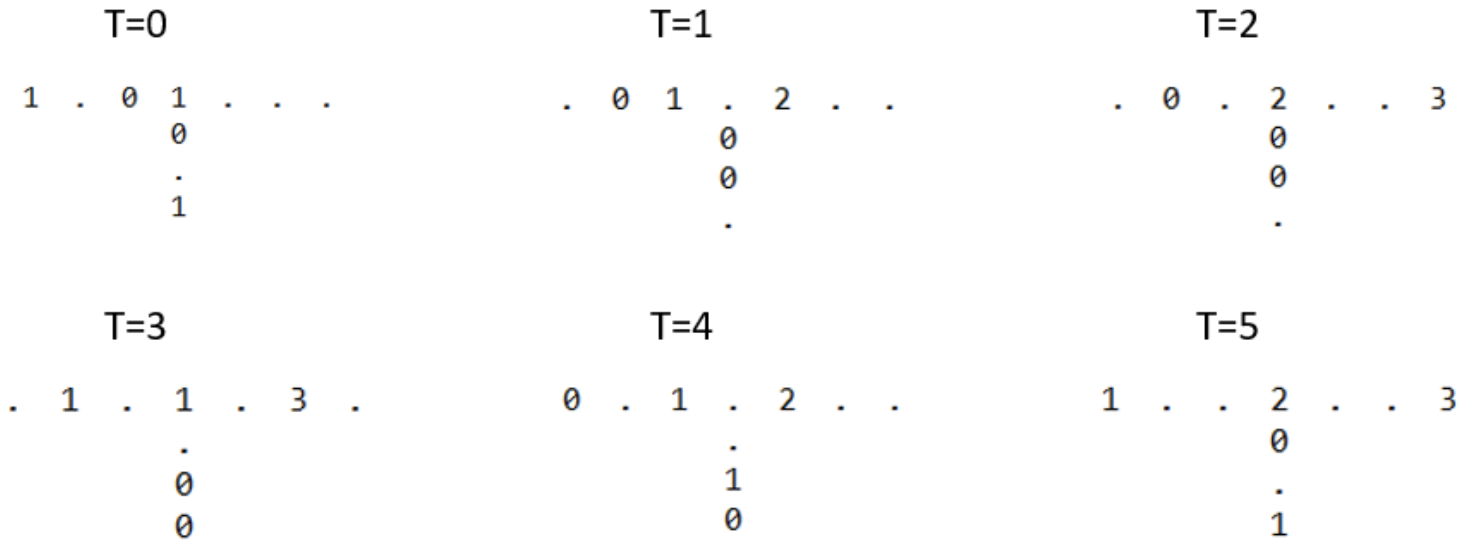 T=0
1 . 0 1 . . .
0
.
1
T=1
. 0 1 . 2 . .
0
0
.
T=2
. 0 . 2 . . 3
0
0
.
T=3
. 1 . 1 . 3 .
.
0
0
T=4
0 . 1 . 2 . .
.
1
0
T=5
1 . . 2 . . 3
0
.
1